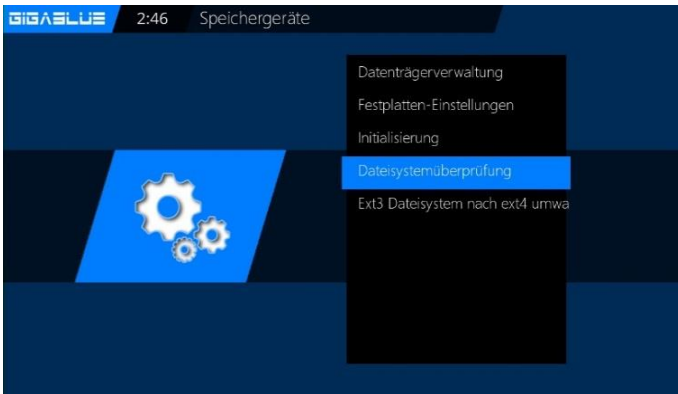 GIGABLUE 2:46 Speichergeräte
Datenträgerverwaltung
Festplatten-Einstellungen
Initialisierung
Dateisystemüberprüfung
Ext3 Dateisystem nach ext4 umwa